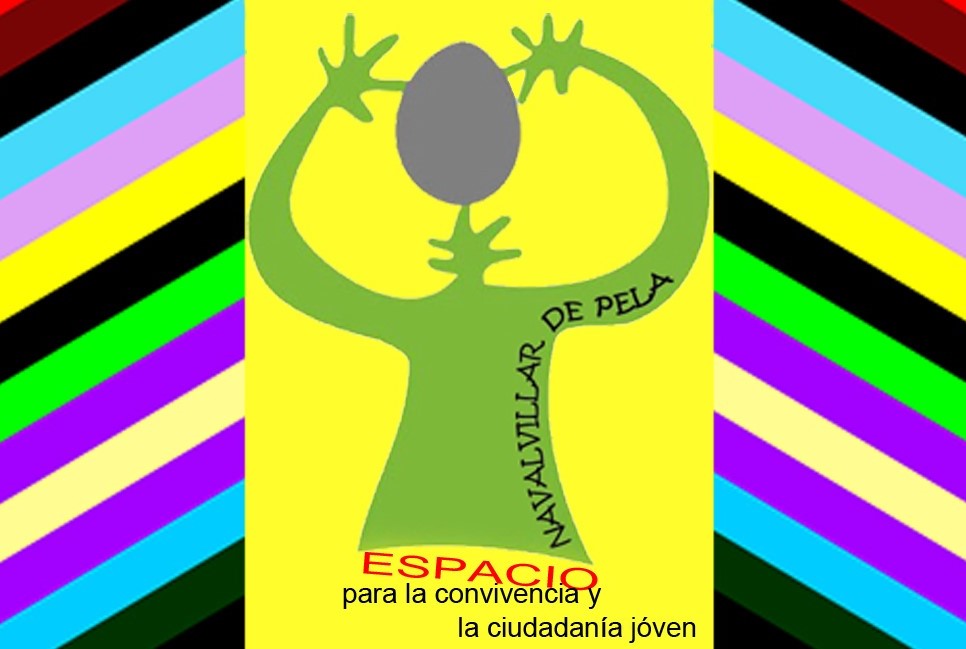 NAVALVILLAR DE PELA
ESPACIO
para la convivencia y
la ciudadanía jóven